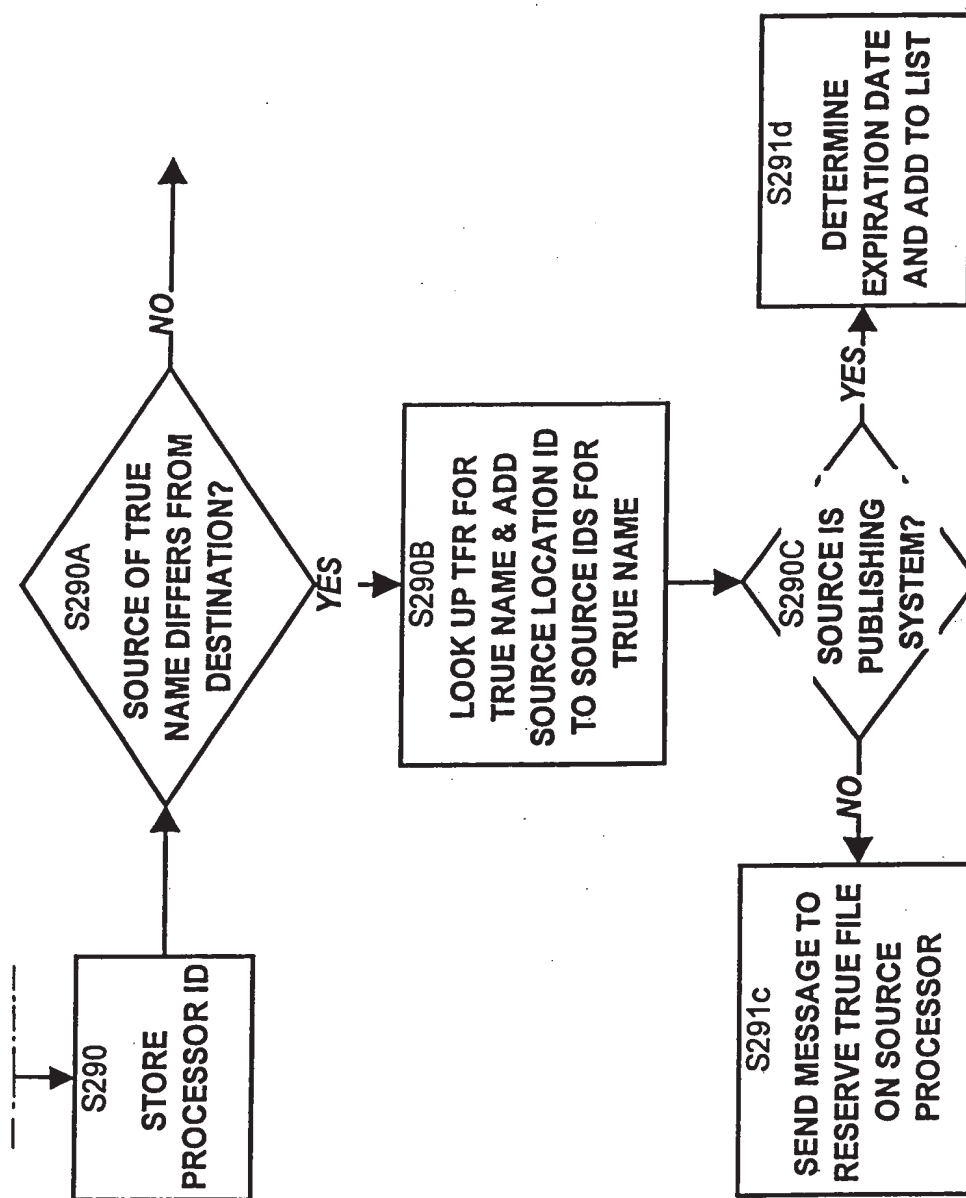 S290
STORE
PROCESSOR ID
S290A
SOURCE OF TRUE
NAME DIFFERS FROM
DESTINATION?
NO
YES
S290B
LOOK UP TFR FOR
TRUE NAME & ADD
SOURCE LOCATION ID
TO SOURCE IDS FOR
TRUE NAME
S290C
SOURCE IS
PUBLISHING
SYSTEM?
NO
YES
S291c
SEND MESSAGE TO
RESERVE TRUE FILE
ON SOURCE
PROCESSOR
S291d
DETERMINE
EXPIRATION DATE
AND ADD TO LIST